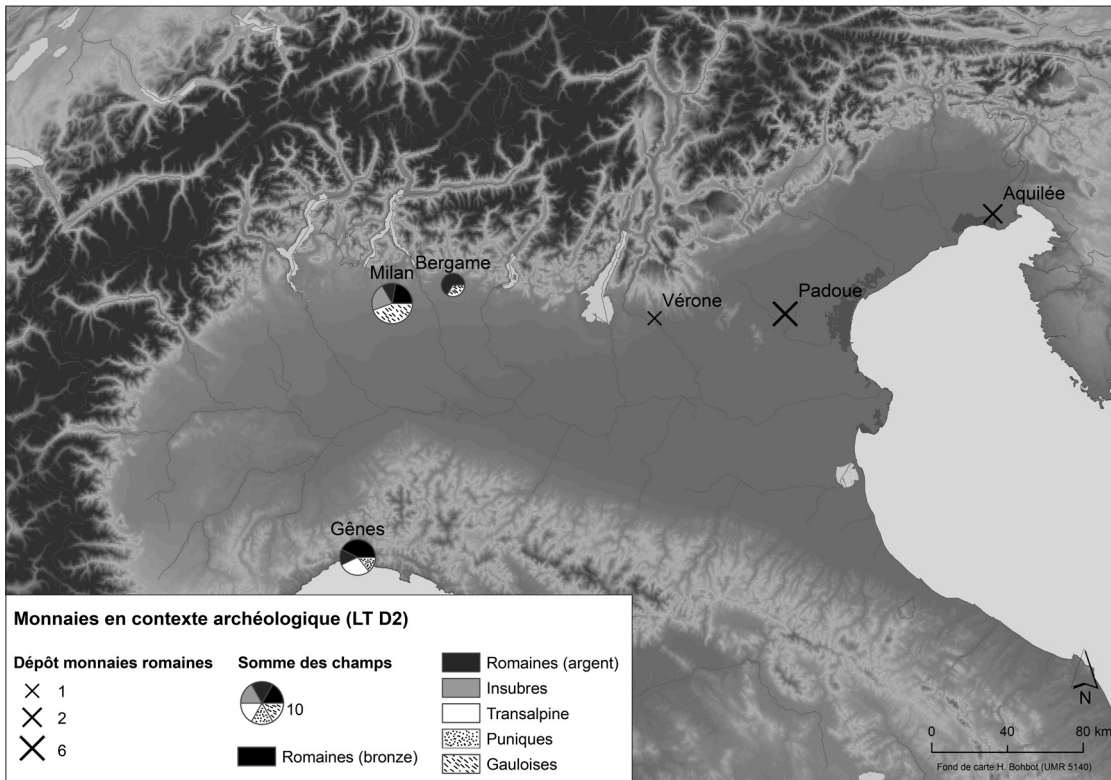 Aquilée
Bergame
Milan
Vérone
Padoue
Gênes
Monnaies en contexte archéologique (LT D2)
Dépôt monnaies romaines
1
2
6
Somme des champs
10
Romaines (bronze)
Romaines (argent)
Insubres
Transalpine
Puniques
Gauloises
N
0 40 80 km
Fond de carte H. Bohbot (UMR 5140)